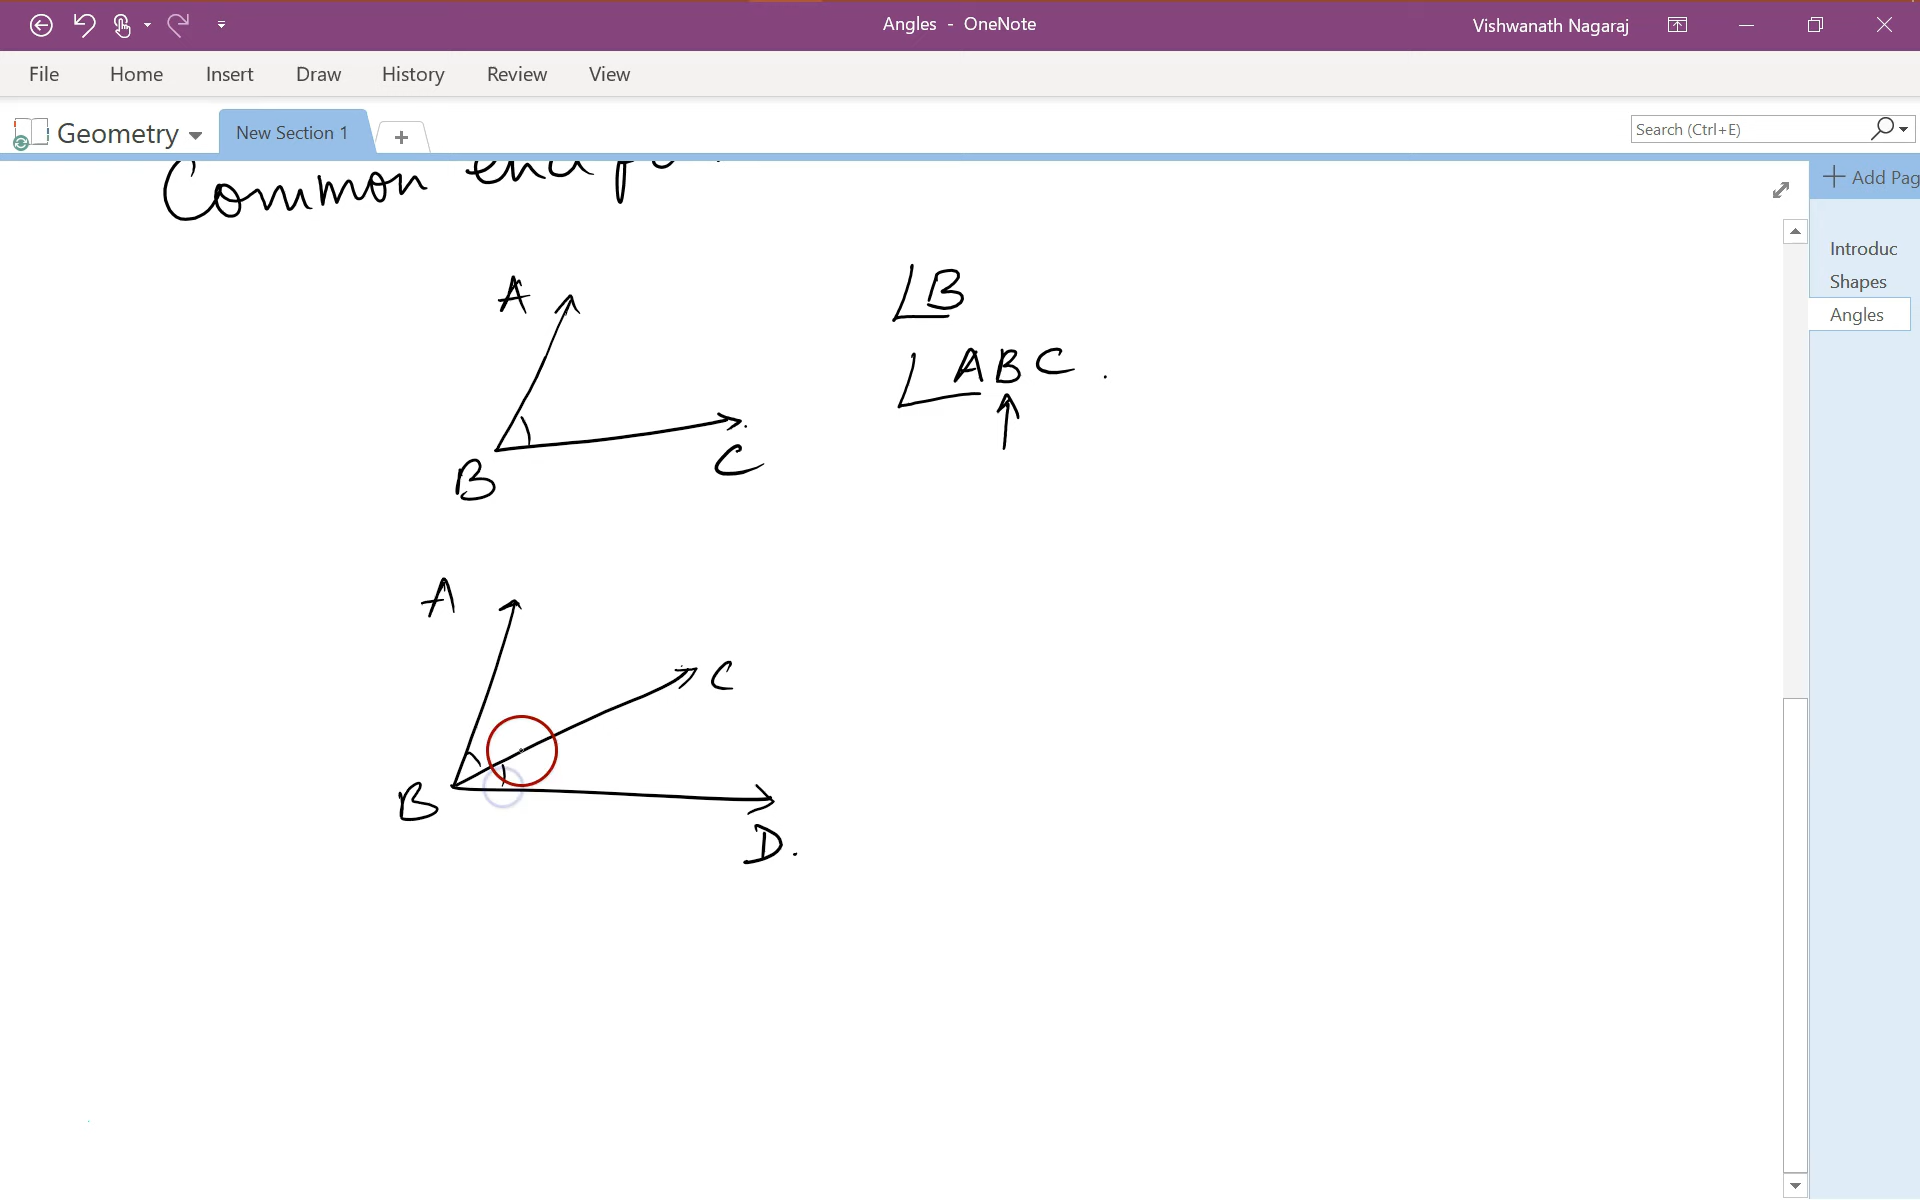 Angles - OneNote
Vishwanath Nagaraj
File Home Insert Draw History Review View
Geometry
New Section 1
+
Search (Ctrl+E)
Add Pag
Introduc
Shapes
Angles
Common end
A
∠B
∠ABC.
C
B
A
C
B
D.